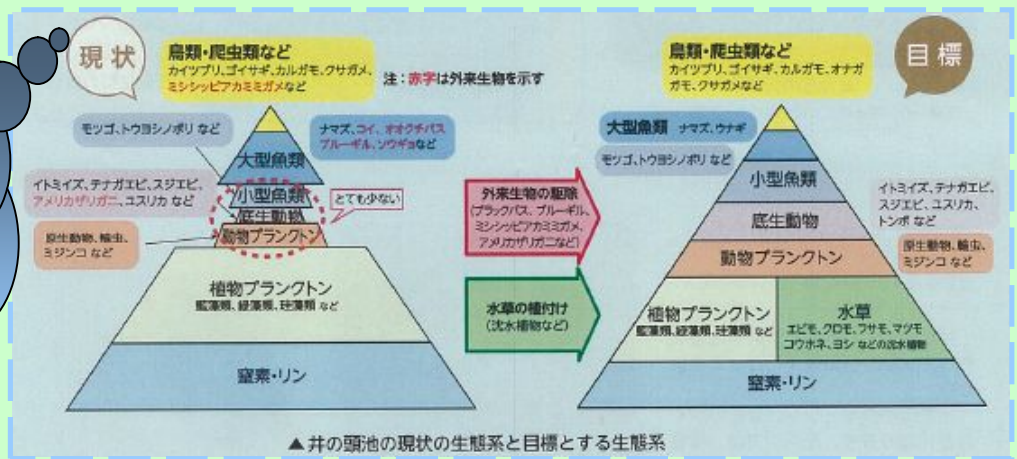 現状
鳥類・爬虫類など
カイツブリ、ゴイサギ、カルガモ、クサガメ、
ミシシッピアカミミガメなど
注：赤字は外来生物を示す
モツゴ、トウヨシノボリ など
ナマズ、コイ、オオクチバス
ブルーギル、ソウギョなど
大型魚類
イトミミズ、テナガエビ、スジエビ、
アメリカザリガニ、ユスリカ など
小型魚類
とても少ない
底生動物
原生動物、輪虫、
ミジンコ など
動物プランクトン
植物プランクトン
藍藻類、緑藻類、珪藻類 など
窒素・リン
外来生物の駆除
(ブラックバス、ブルーギル、
ミシシッピアカミミガメ、
アメリカザリガニなど)
水草の植付け
(沈水植物など)
目標
鳥類・爬虫類など
カイツブリ、ゴイサギ、カルガモ、オナガ
ガモ、クサガメなど
大型魚類 ナマズ、ウナギ
モツゴ、トウヨシノボリ など
小型魚類
イトミミズ、テナガエビ、
スジエビ、ユスリカ、
トンボ など
底生動物
原生動物、輪虫、
ミジンコ など
動物プランクトン
植物プランクトン
藍藻類、緑藻類、珪藻類 など
水草
エビモ、クロモ、フサモ、マツモ
コウホネ、ヨシ などの沈水植物
窒素・リン
▲井の頭池の現状の生態系と目標とする生態系